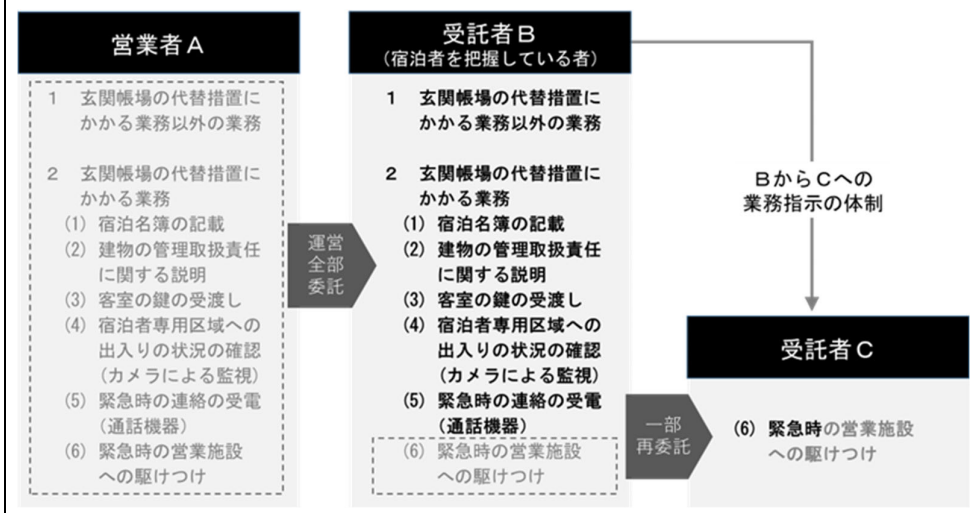 営業者A
1 玄関帳場の代替措置に
かかる業務以外の業務
2 玄関帳場の代替措置に
かかる業務
(1) 宿泊名簿の記載
(2) 建物の管理取扱責任
に関する説明
(3) 客室の鍵の受渡し
(4) 宿泊者専用区域への
出入りの状況の確認
(カメラによる監視)
(5) 緊急時の連絡の受電
(通話機器)
(6) 緊急時の営業施設
への駆けつけ
運営
全部
委託
受託者B
(宿泊者を把握している者)
1 玄関帳場の代替措置に
かかる業務以外の業務
2 玄関帳場の代替措置に
かかる業務
(1) 宿泊名簿の記載
(2) 建物の管理取扱責任
に関する説明
(3) 客室の鍵の受渡し
(4) 宿泊者専用区域への
出入りの状況の確認
(カメラによる監視)
(5) 緊急時の連絡の受電
(通話機器)
(6) 緊急時の営業施設
への駆けつけ
一部
再委託
BからCへの
業務指示の体制
受託者C
(6) 緊急時の営業施設
への駆けつけ